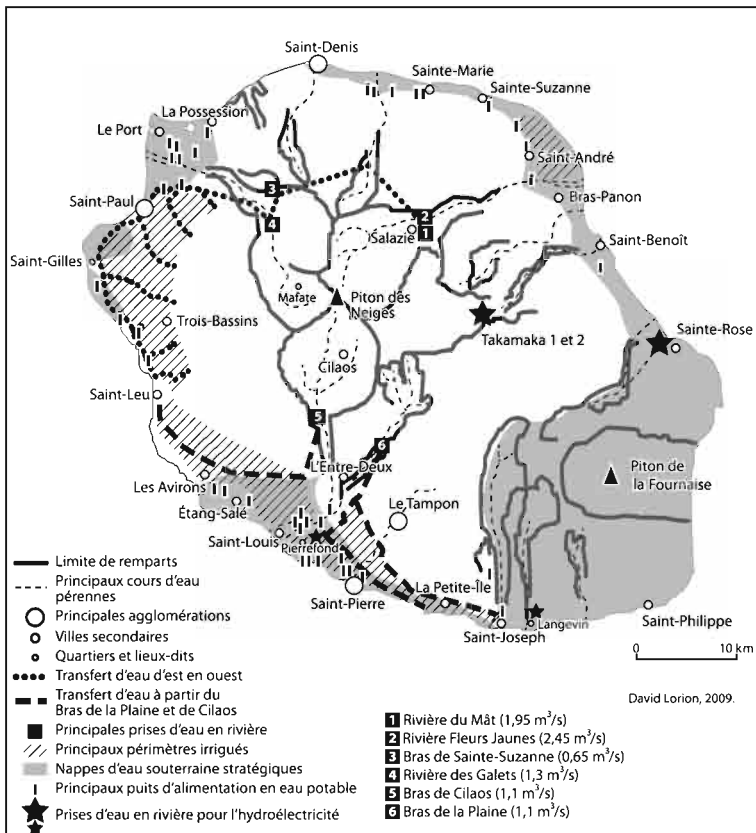 Saint-Denis
Sainte-Marie
Sainte-Suzanne
La Possession
Le Port
Saint-André
Saint-Paul
3
Bras-Panon
4
2
1
Salazie
Saint-Benoît
Saint-Gilles
Mafate
Piton des
Neiges
Trois-Bassins
Takamaka 1 et 2
Sainte-Rose
Cilaos
Saint-Leu
5
6
L'Entre-Deux
Piton de
la Fournaise
Les Avirons
Étang-Salé
Le Tampon
Saint-Louis
Pierrefond
La Petite-Île
Saint-Pierre
Langevin
Saint-Joseph
Saint-Philippe
0 10 km
David Lorion, 2009.
Limite de remparts
Principaux cours d'eau
pérennes
Principales agglomérations
Villes secondaires
Quartiers et lieux-dits
Transfert d'eau d'est en ouest
Transfert d'eau à partir du
Bras de la Plaine et de Cilaos
Principales prises d'eau en rivière
Principaux périmètres irrigués
Nappes d'eau souterraine stratégiques
Principaux puits d'alimentation en eau potable
Prises d'eau en rivière pour l'hydroélectricité
1 Rivière du Mât (1,95 m³/s)
2 Rivière Fleurs Jaunes (2,45 m³/s)
3 Bras de Sainte-Suzanne (0,65 m³/s)
4 Rivière des Galets (1,3 m³/s)
5 Bras de Cilaos (1,1 m³/s)
6 Bras de la Plaine (1,1 m³/s)